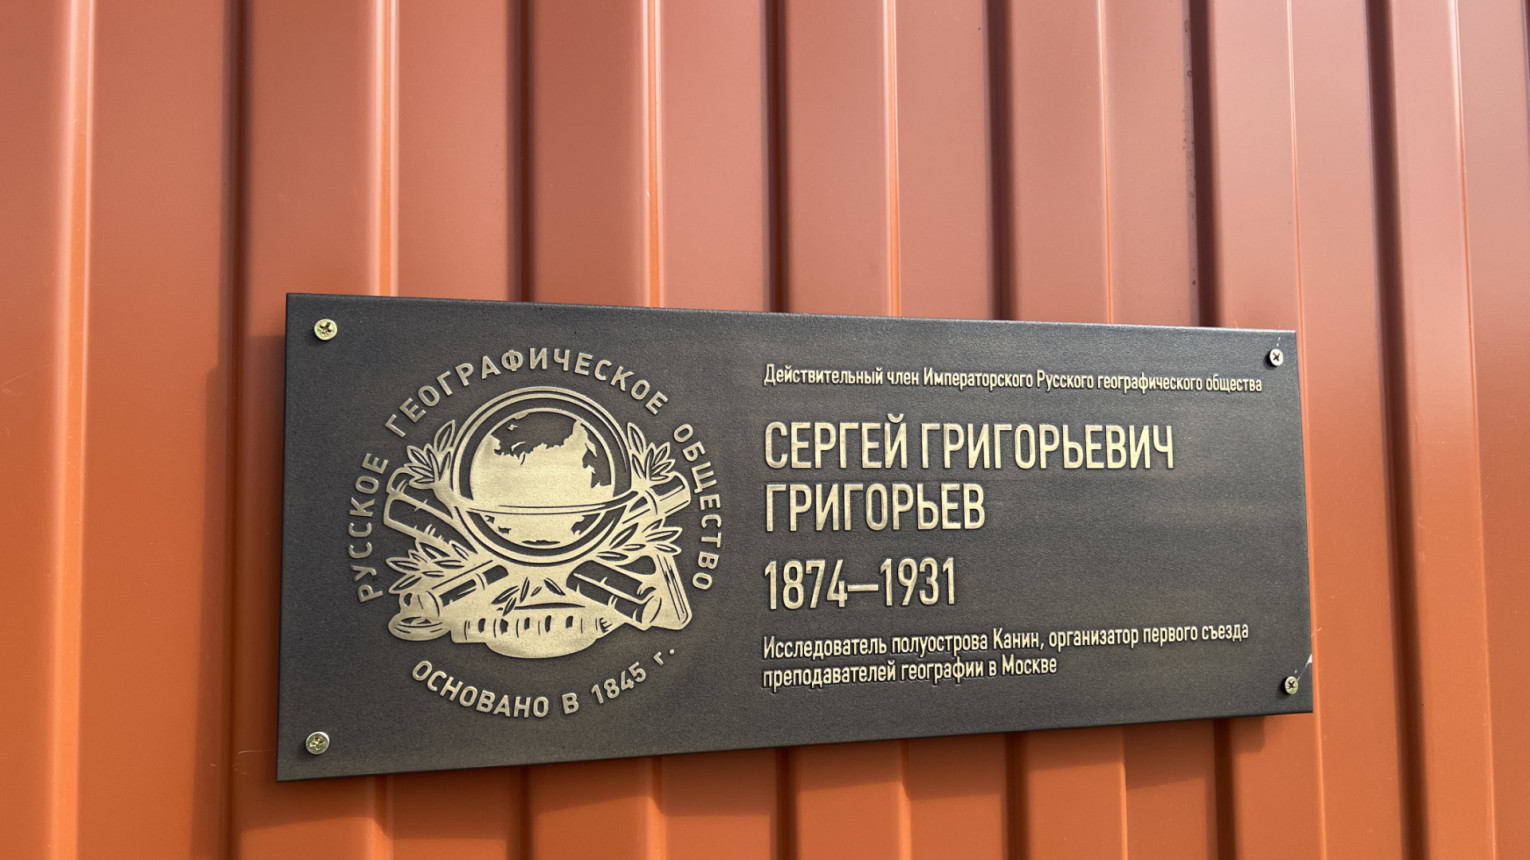 РУССКОЕ ГЕОГРАФИЧЕСКОЕ ОБЩЕСТВО
ОСНОВАНО В 1845 г.
Действительный член Императорского Русского географического общества
СЕРГЕЙ ГРИГОРЬЕВИЧ
ГРИГОРЬЕВ
1874–1931
Исследователь полуострова Канин, организатор первого съезда
преподавателей географии в Москве